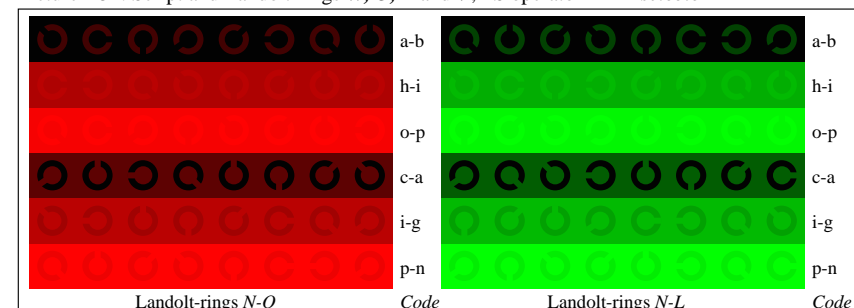 a-b a-b
h-i h-i
o-p o-p
c-a c-a
i-g i-g
p-n p-n
Landolt-rings N-O Code Landolt-rings N-L Code